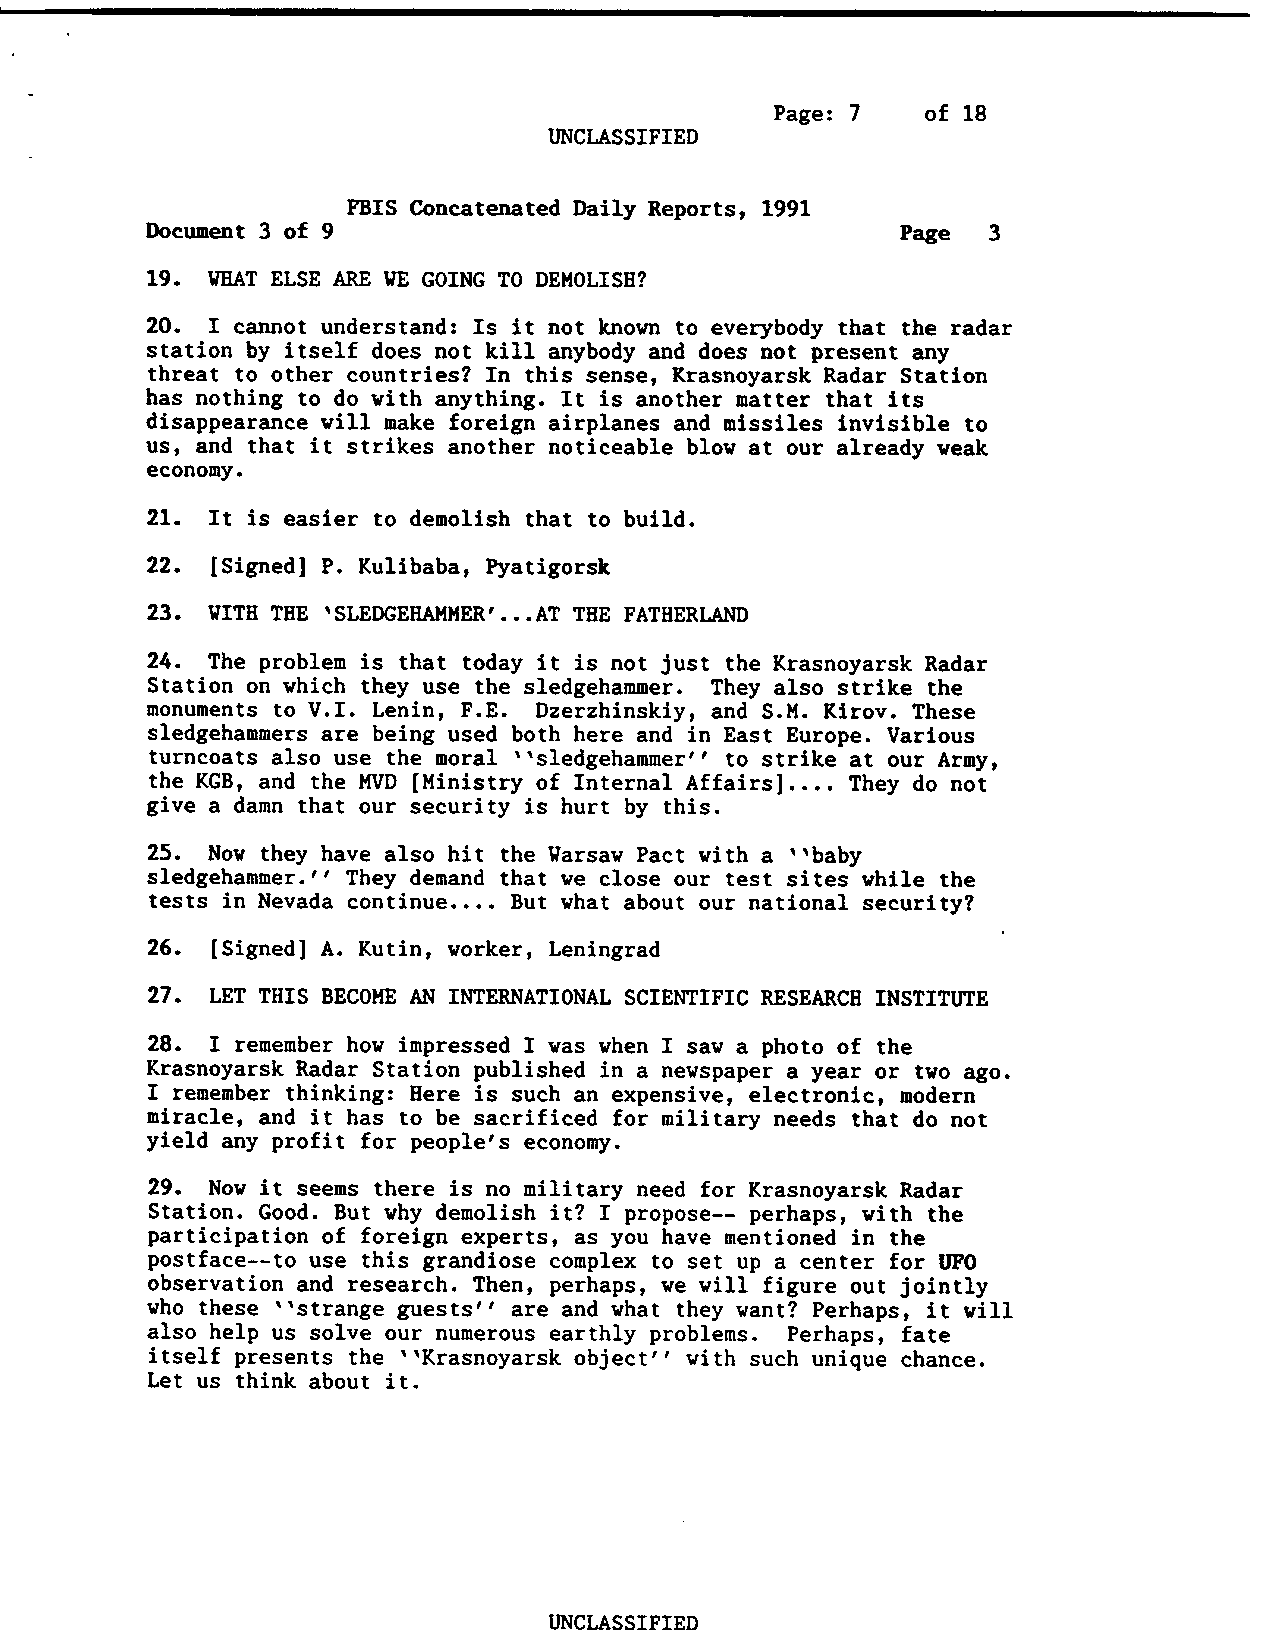 Page: 7 of 18
UNCLASSIFIED
FBIS Concatenated Daily Reports, 1991
Document 3 of 9 Page 3
19. WHAT ELSE ARE WE GOING TO DEMOLISH?
20. I cannot understand: Is it not known to everybody that the radar
station by itself does not kill anybody and does not present any
threat to other countries? In this sense, Krasnoyarsk Radar Station
has nothing to do with anything. It is another matter that its
disappearance will make foreign airplanes and missiles invisible to
us, and that it strikes another noticeable blow at our already weak
economy.
21. It is easier to demolish that to build.
22. [Signed] P. Kulibaba, Pyatigorsk
23. WITH THE `SLEDGEHAMMER'...AT THE FATHERLAND
24. The problem is that today it is not just the Krasnoyarsk Radar
Station on which they use the sledgehammer. They also strike the
monuments to V.I. Lenin, F.E. Dzerzhinskiy, and S.M. Kirov. These
sledgehammers are being used both here and in East Europe. Various
turncoats also use the moral ``sledgehammer'' to strike at our Army,
the KGB, and the MVD [Ministry of Internal Affairs].... They do not
give a damn that our security is hurt by this.
25. Now they have also hit the Warsaw Pact with a ``baby
sledgehammer.'' They demand that we close our test sites while the
tests in Nevada continue.... But what about our national security?
26. [Signed] A. Kutin, worker, Leningrad
27. LET THIS BECOME AN INTERNATIONAL SCIENTIFIC RESEARCH INSTITUTE
28. I remember how impressed I was when I saw a photo of the
Krasnoyarsk Radar Station published in a newspaper a year or two ago.
I remember thinking: Here is such an expensive, electronic, modern
miracle, and it has to be sacrificed for military needs that do not
yield any profit for people's economy.
29. Now it seems there is no military need for Krasnoyarsk Radar
Station. Good. But why demolish it? I propose-- perhaps, with the
participation of foreign experts, as you have mentioned in the
postface--to use this grandiose complex to set up a center for UFO
observation and research. Then, perhaps, we will figure out jointly
who these ``strange guests'' are and what they want? Perhaps, it will
also help us solve our numerous earthly problems. Perhaps, fate
itself presents the ``Krasnoyarsk object'' with such unique chance.
Let us think about it.
UNCLASSIFIED